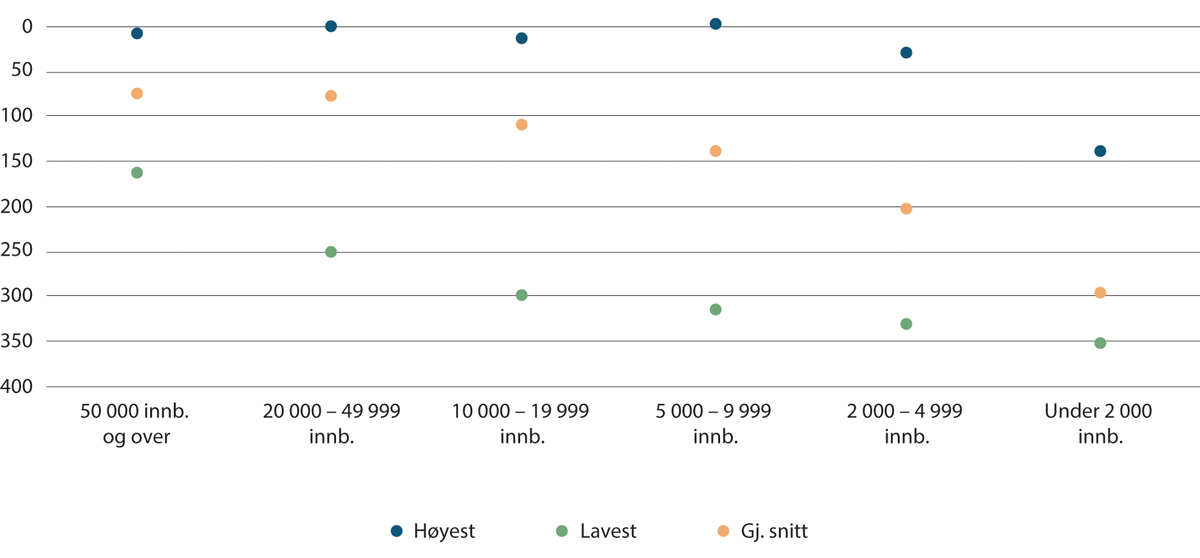 0
50
100
150
200
250
300
350
400
50 000 innb.
og over
20 000 – 49 999
innb.
10 000 – 19 999
innb.
5 000 – 9 999
innb.
2 000 – 4 999
innb.
Under 2 000
innb.
Høyest
Lavest
Gj. snitt